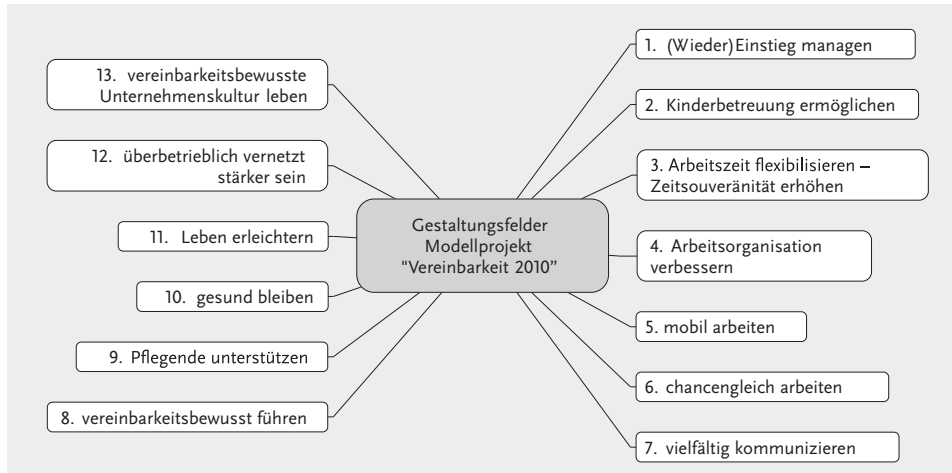 Gestaltungsfelder
Modellprojekt
"Vereinbarkeit 2010”
1. (Wieder)Einstieg managen
2. Kinderbetreuung ermöglichen
3. Arbeitszeit flexibilisieren –
Zeitsouveränität erhöhen
4. Arbeitsorganisation
verbessern
5. mobil arbeiten
6. chancengleich arbeiten
7. vielfältig kommunizieren
8. vereinbarkeitsbewusst führen
9. Pflegende unterstützen
10. gesund bleiben
11. Leben erleichtern
12. überbetrieblich vernetzt
stärker sein
13. vereinbarkeitsbewusste
Unternehmenskultur leben